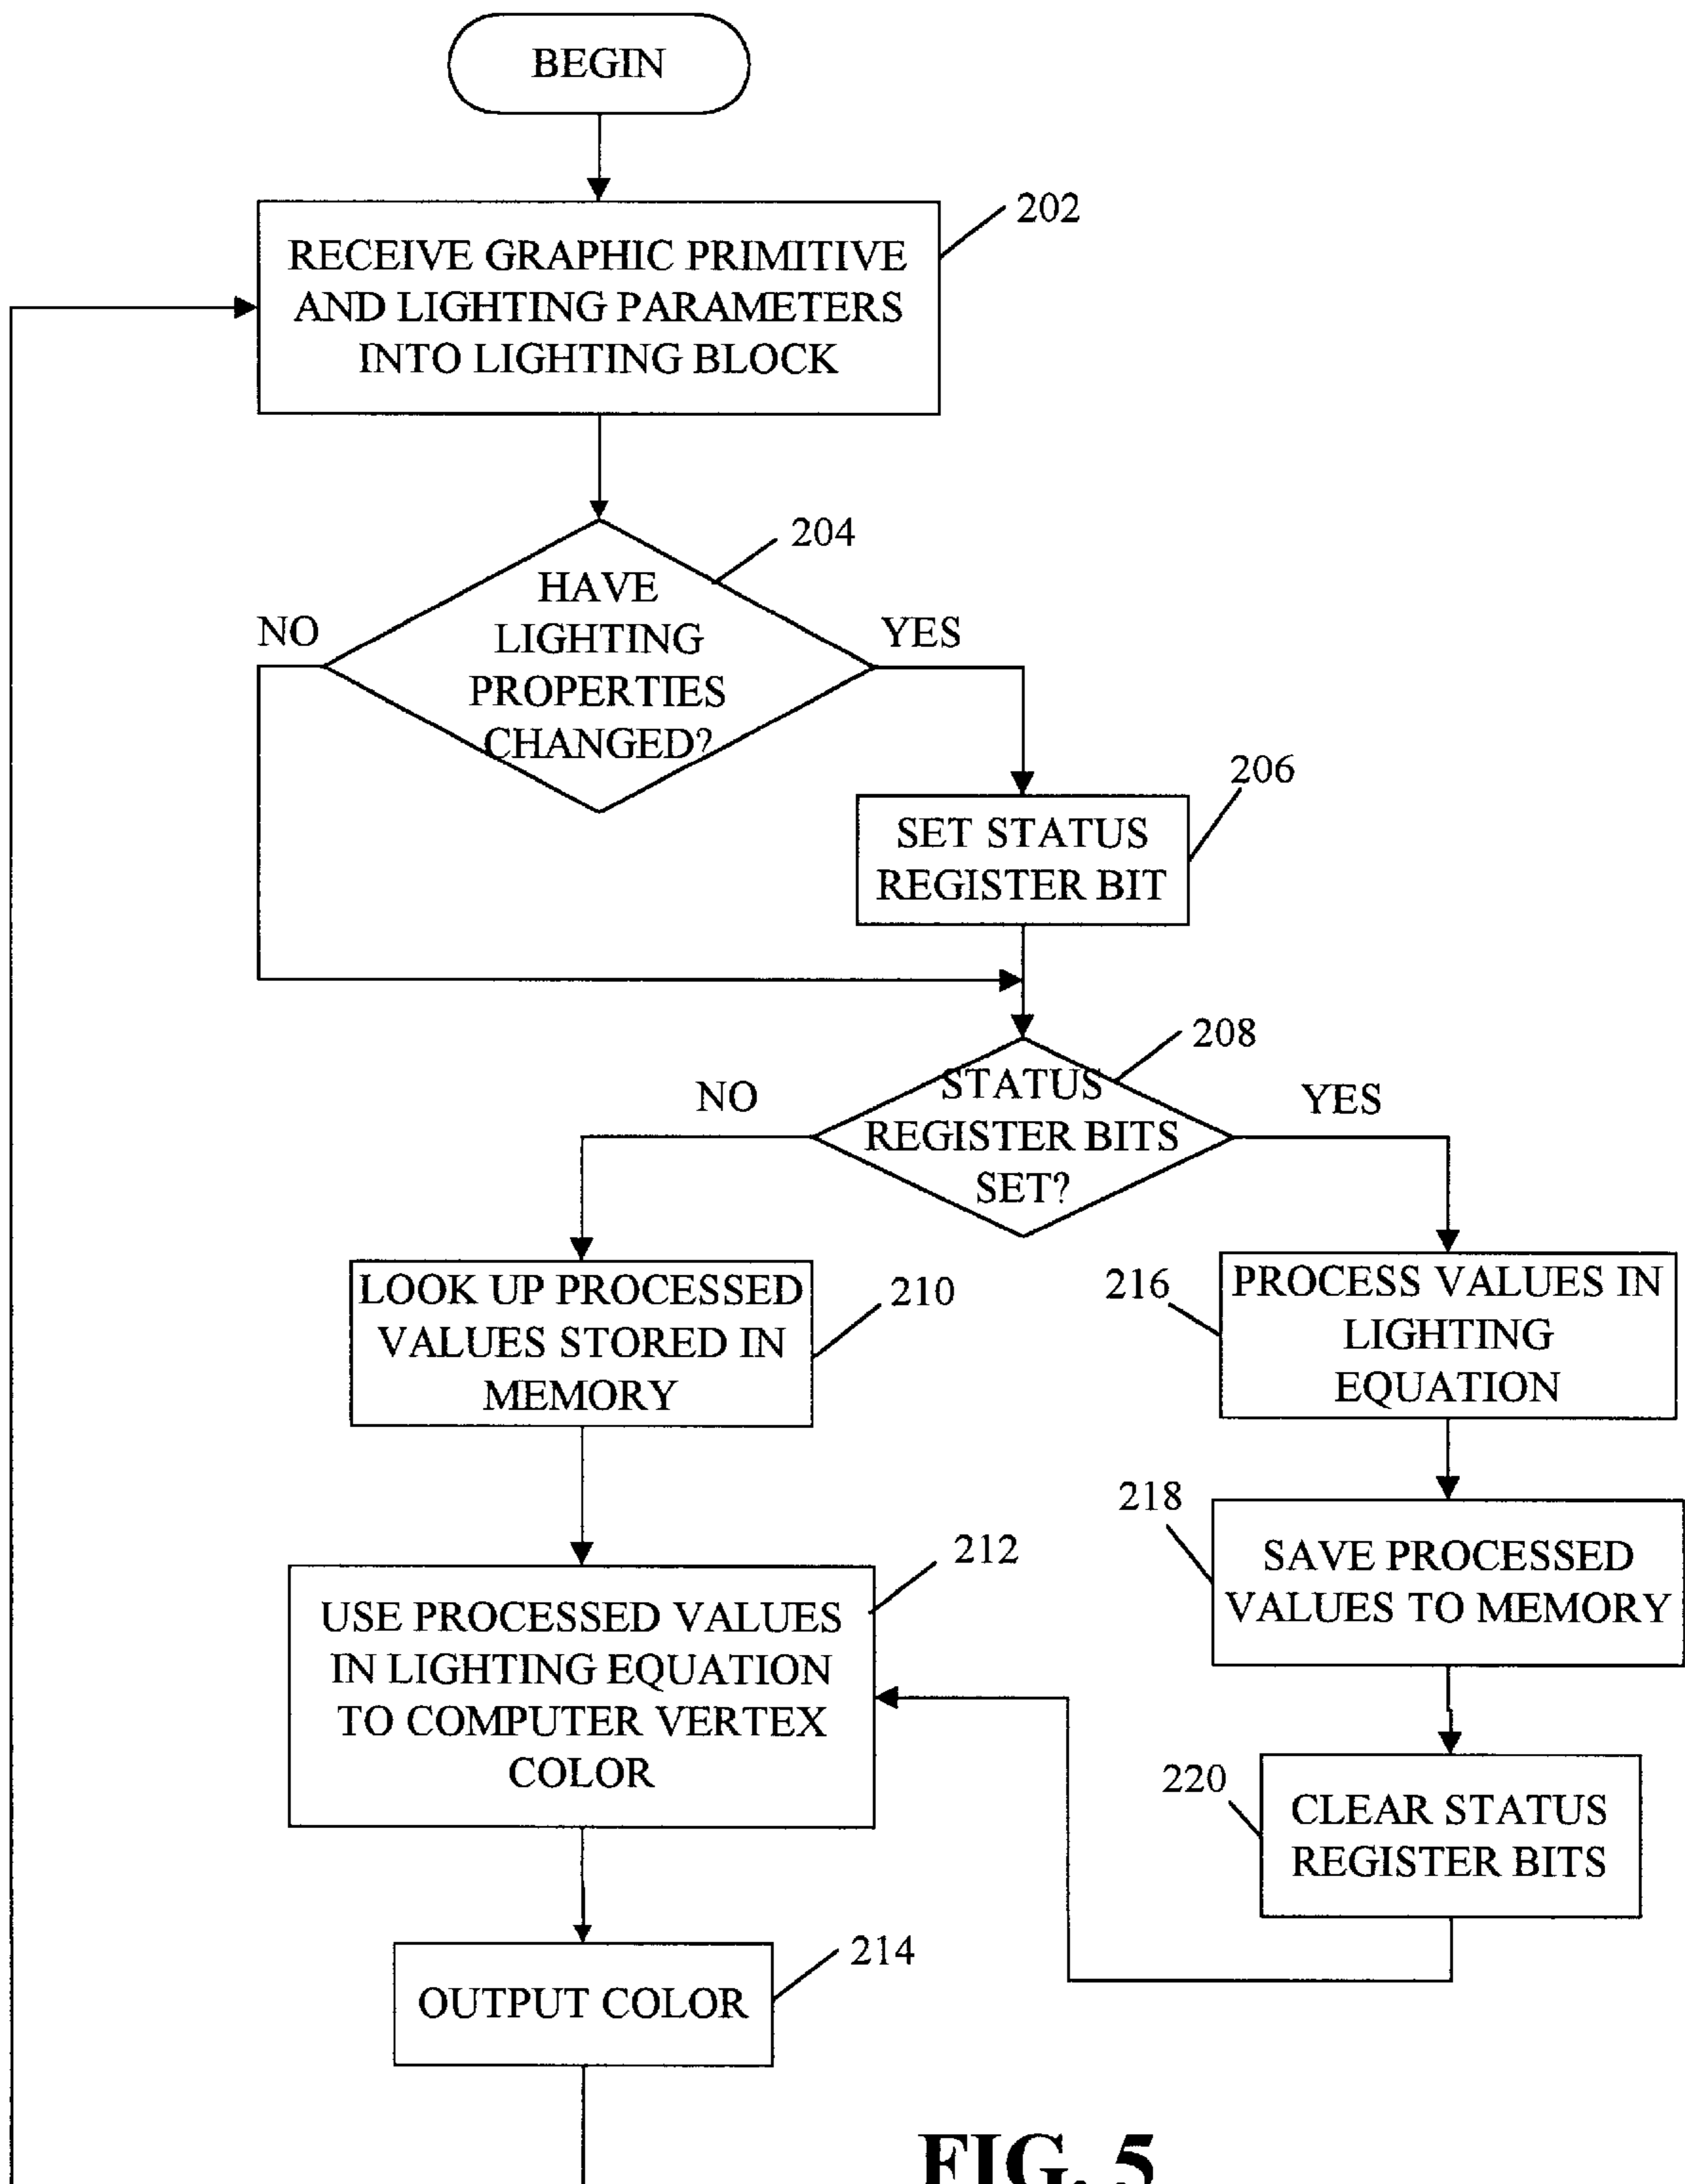 BEGIN
202
RECEIVE GRAPHIC PRIMITIVE
AND LIGHTING PARAMETERS
INTO LIGHTING BLOCK
204
HAVE
LIGHTING
PROPERTIES
CHANGED?
NO
YES
206
SET STATUS
REGISTER BIT
208
STATUS
REGISTER BITS
SET?
NO
YES
LOOK UP PROCESSED
VALUES STORED IN
MEMORY
210
216
PROCESS VALUES IN
LIGHTING
EQUATION
212
USE PROCESSED VALUES
IN LIGHTING EQUATION
TO COMPUTER VERTEX
COLOR
218
SAVE PROCESSED
VALUES TO MEMORY
220
CLEAR STATUS
REGISTER BITS
214
OUTPUT COLOR
FIG. 5